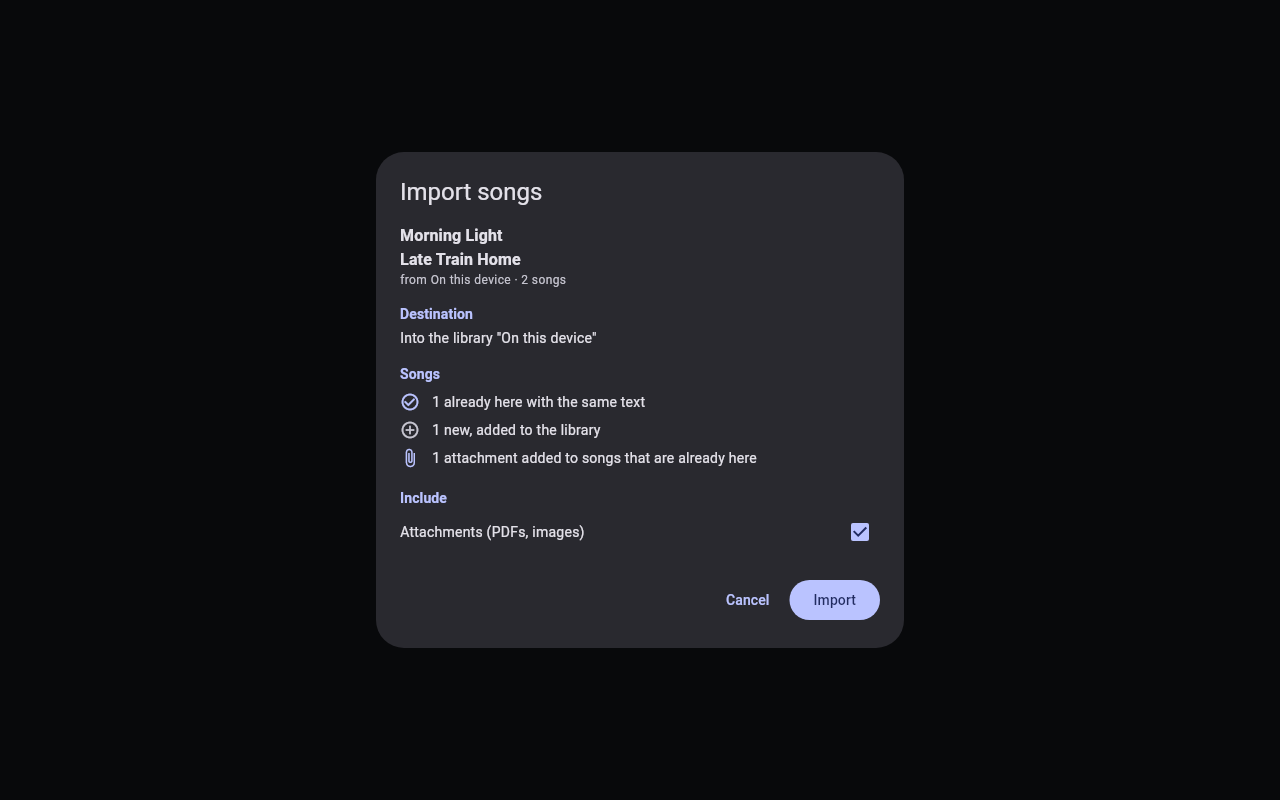 Import songs
Morning Light
Late Train Home
from On this device · 2 songs
Destination
Into the library "On this device"
Songs
1 already here with the same text
1 new, added to the library
1 attachment added to songs that are already here
Include
Attachments (PDFs, images)
Cancel
Import